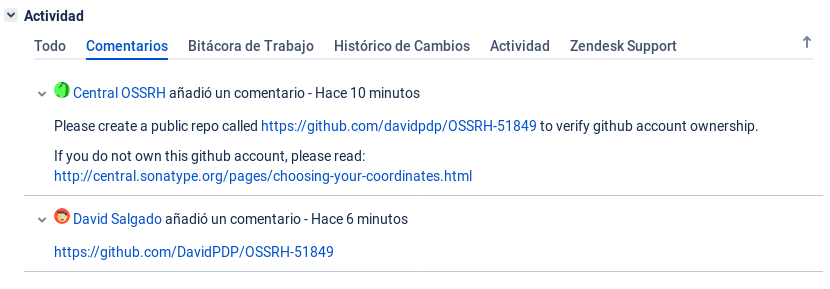 Actividad
Todo Comentarios Bitácora de Trabajo Histórico de Cambios Actividad Zendesk Support
Central OSSRH añadió un comentario - Hace 10 minutos
Please create a public repo called https://github.com/davidpdp/OSSRH-51849 to verify github account ownership.
If you do not own this github account, please read:
http://central.sonatype.org/pages/choosing-your-coordinates.html
David Salgado añadió un comentario - Hace 6 minutos
https://github.com/DavidPDP/OSSRH-51849